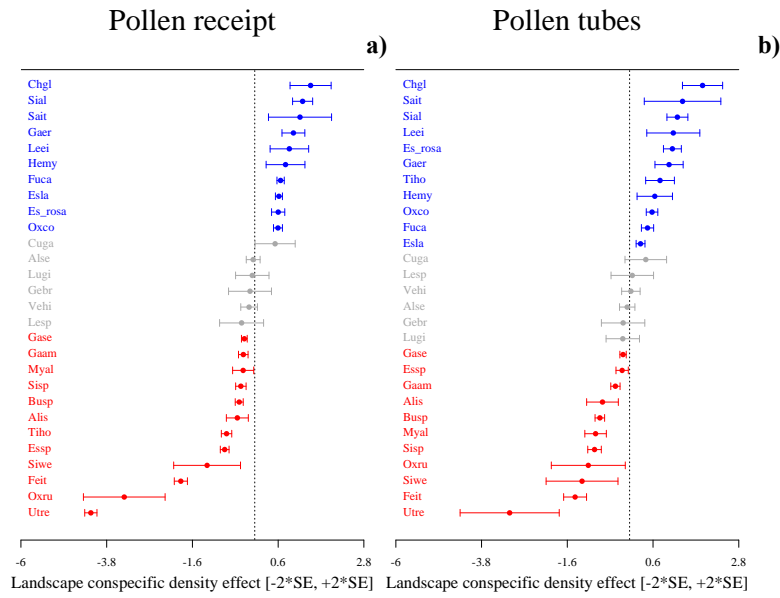 Pollen receipt
a)
Chgl
Sial
Sait
Gaer
Leei
Hemy
Fuca
Esla
Es_rosa
Oxco
Cuga
Alse
Lugi
Gebr
Vehi
Lesp
Gase
Gaam
Myal
Sisp
Busp
Alis
Tiho
Essp
Siwe
Feit
Oxru
Utre
-6 -3.8 -1.6 0.6 2.8
Landscape conspecific density effect [-2*SE, +2*SE]
Pollen tubes
b)
Chgl
Sait
Sial
Leei
Es_rosa
Gaer
Tiho
Hemy
Oxco
Fuca
Esla
Cuga
Lesp
Vehi
Alse
Gebr
Lugi
Gase
Essp
Gaam
Alis
Busp
Myal
Sisp
Oxru
Siwe
Feit
Utre
-6 -3.8 -1.6 0.6 2.8
Landscape conspecific density effect [-2*SE, +2*SE]